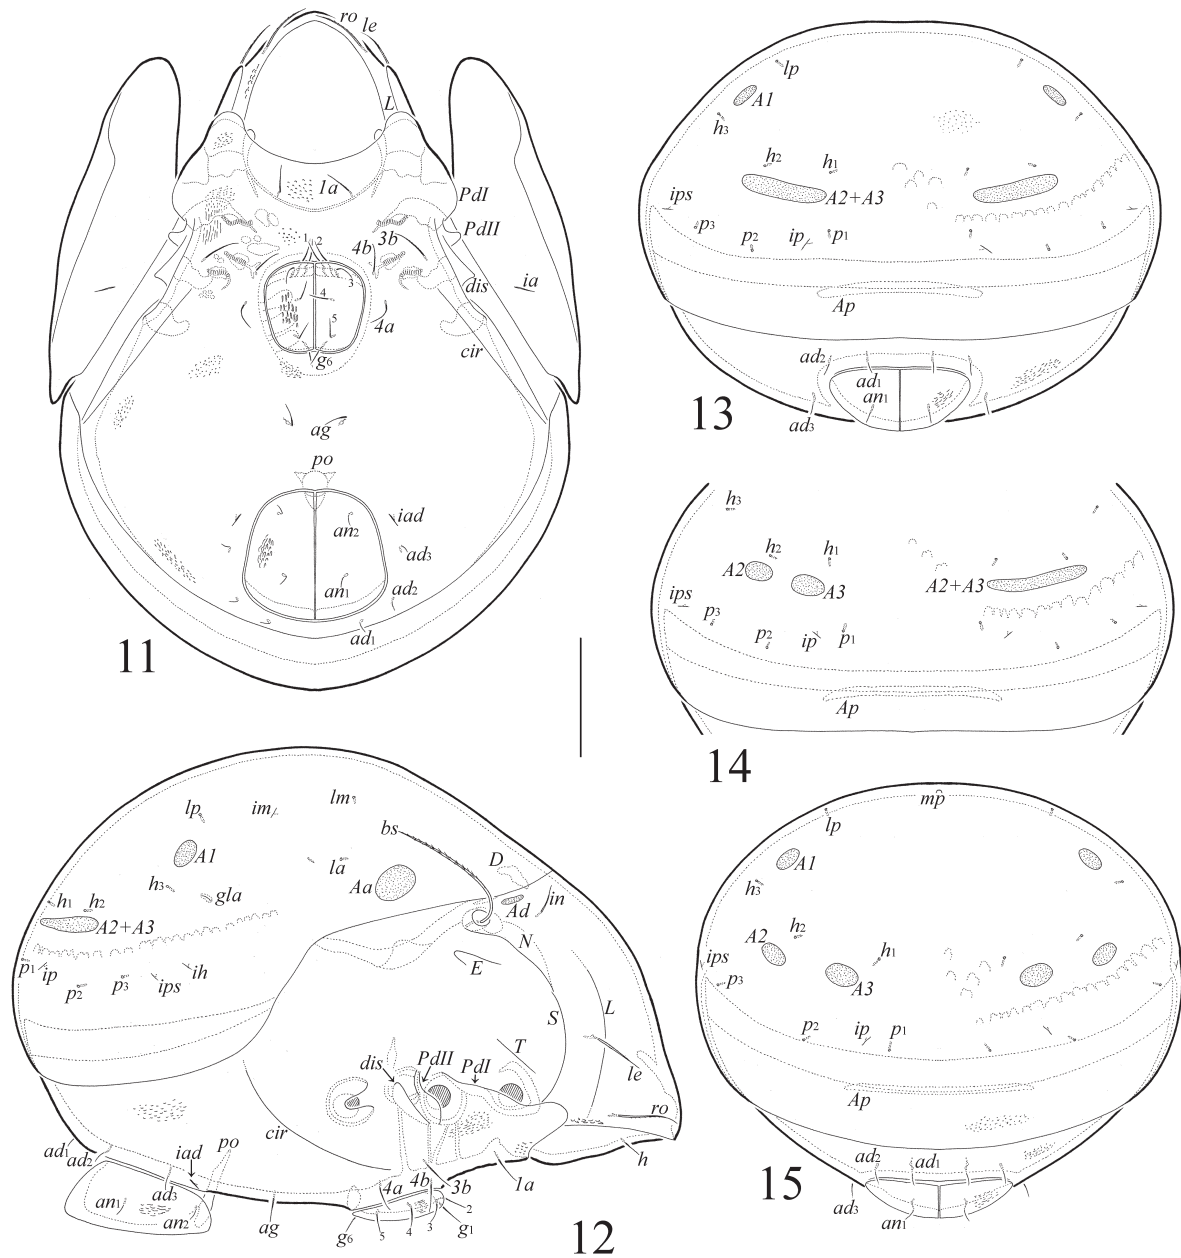 ro
le
L
1a
PdI
PdII
1 2
4b 3b
3
4
5
dis
ia
4a
cir
g6
ag
po
an2
iad
ad3
an1
ad2
ad1
11
lp
A1
h3
h2 h1
A2+A3
ips
p3
p2 ip p1
Ap
ad2
ad1
an1
ad3
13
h3
h2 h1
A2 A3 A2+A3
ips
p3
p2 ip p1
Ap
14
lp im lm
bs
A1
la
Aa
D
h3
gla
h1 h2
A2+A3
Ad in
N
E
p1 ip
p2 p3 ips ih
S L
T
dis PdII PdI
le
ro
cir
h
ad1 ad2 iad po
ad3
an1 an2
ag
4a 4b 3b 1a
g6 5 4 3 g1 2
12
mp
lp
A1
h3
A2 h2
h1
ips
p3
A3
p2 ip p1
Ap
ad2 ad1
ad3
an1
15